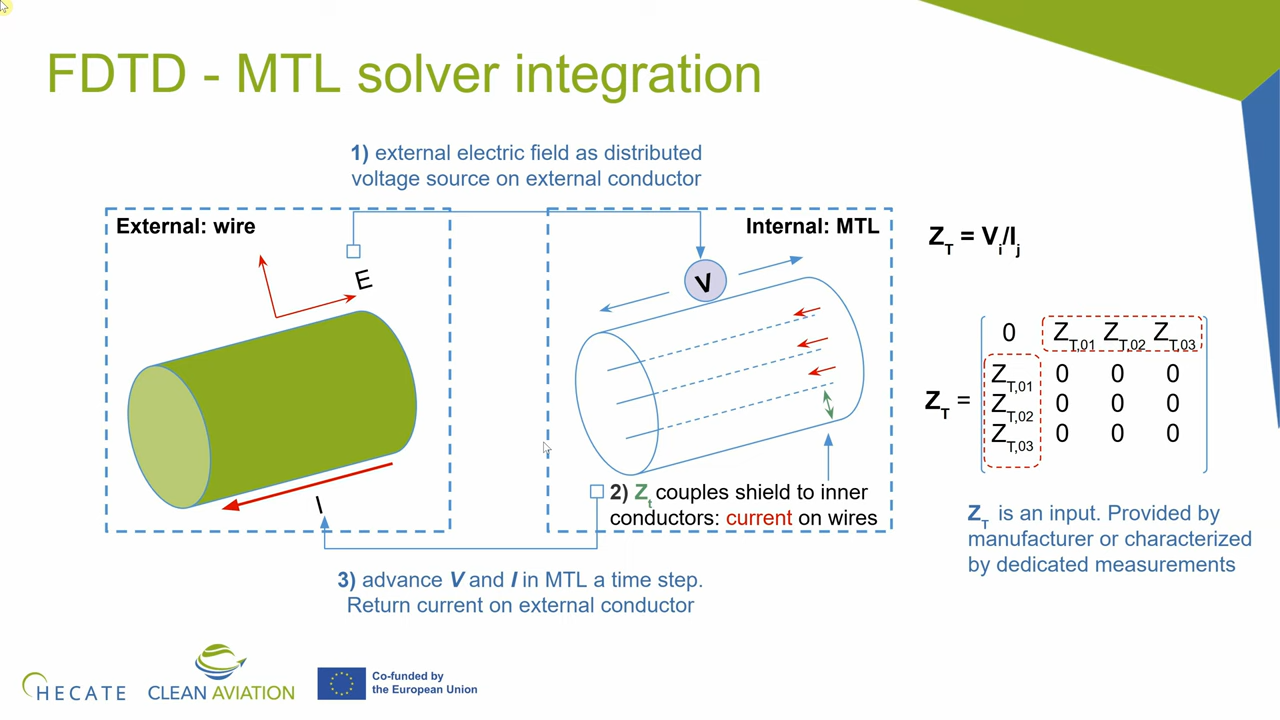 FDTD - MTL solver integration
1) external electric field as distributed
voltage source on external conductor
External: wire
E
I
Internal: MTL
V
2) Zt couples shield to inner
conductors: current on wires
3) advance V and I in MTL a time step.
Return current on external conductor
ZT = Vi/Ij
ZT =
0 ZT,01 ZT,02 ZT,03
ZT,01 0 0 0
ZT,02 0 0 0
ZT,03 0 0 0
ZT is an input. Provided by
manufacturer or characterized
by dedicated measurements
HECATE
CLEAN AVIATION
Co-funded by
the European Union